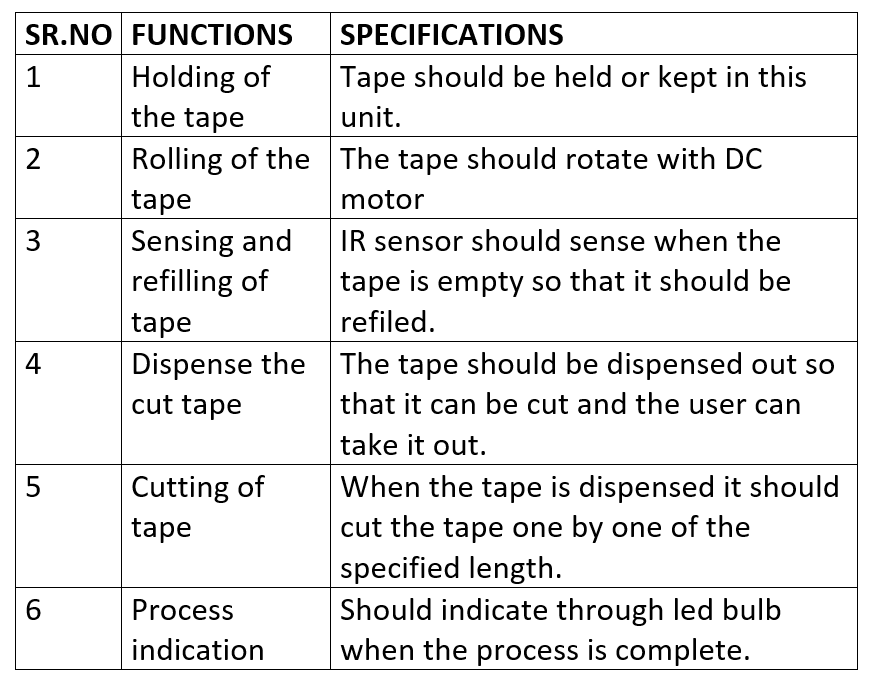 SR.NO FUNCTIONS SPECIFICATIONS
1 Holding of the tape Tape should be held or kept in this unit.
2 Rolling of the tape The tape should rotate with DC motor
3 Sensing and refilling of tape IR sensor should sense when the tape is empty so that it should be refiled.
4 Dispense the cut tape The tape should be dispensed out so that it can be cut and the user can take it out.
5 Cutting of tape When the tape is dispensed it should cut the tape one by one of the specified length.
6 Process indication Should indicate through led bulb when the process is complete.